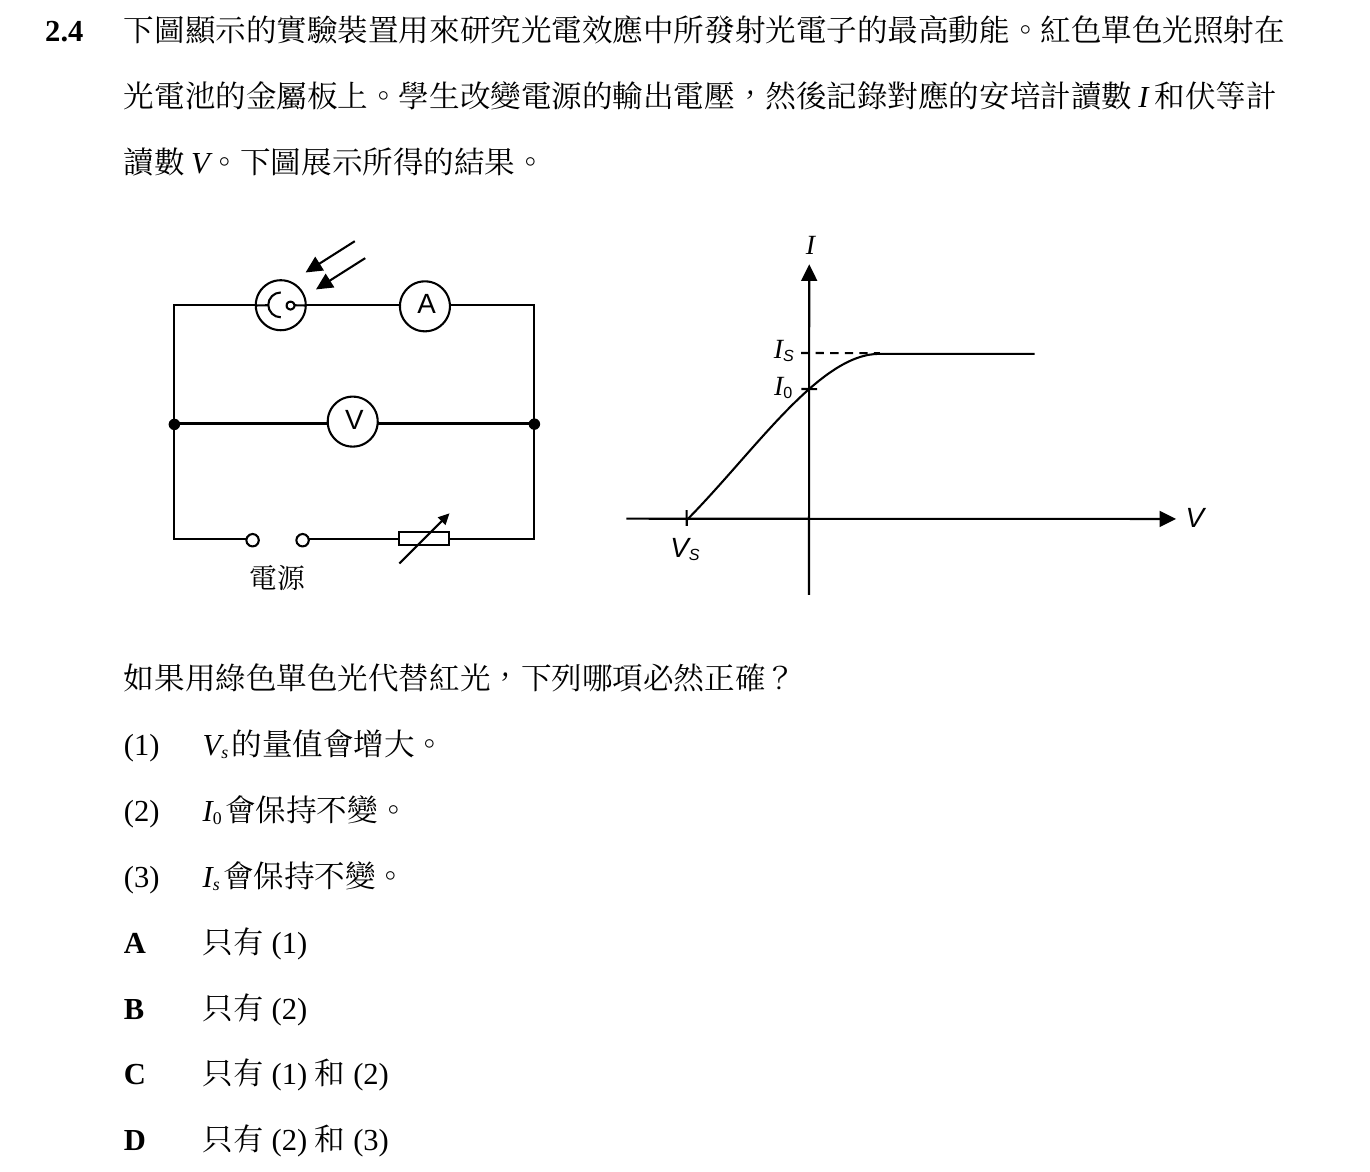 2.4 下圖顯示的實驗裝置用來研究光電效應中所發射光電子的最高動能。紅色單色光照射在
光電池的金屬板上。學生改變電源的輸出電壓，然後記錄對應的安培計讀數 I 和伏等計
讀數 V。下圖展示所得的結果。
A
V
電源
I
IS
I0
VS
V
如果用綠色單色光代替紅光，下列哪項必然正確？
(1) Vs 的量值會增大。
(2) I0 會保持不變。
(3) Is 會保持不變。
A 只有 (1)
B 只有 (2)
C 只有 (1) 和 (2)
D 只有 (2) 和 (3)